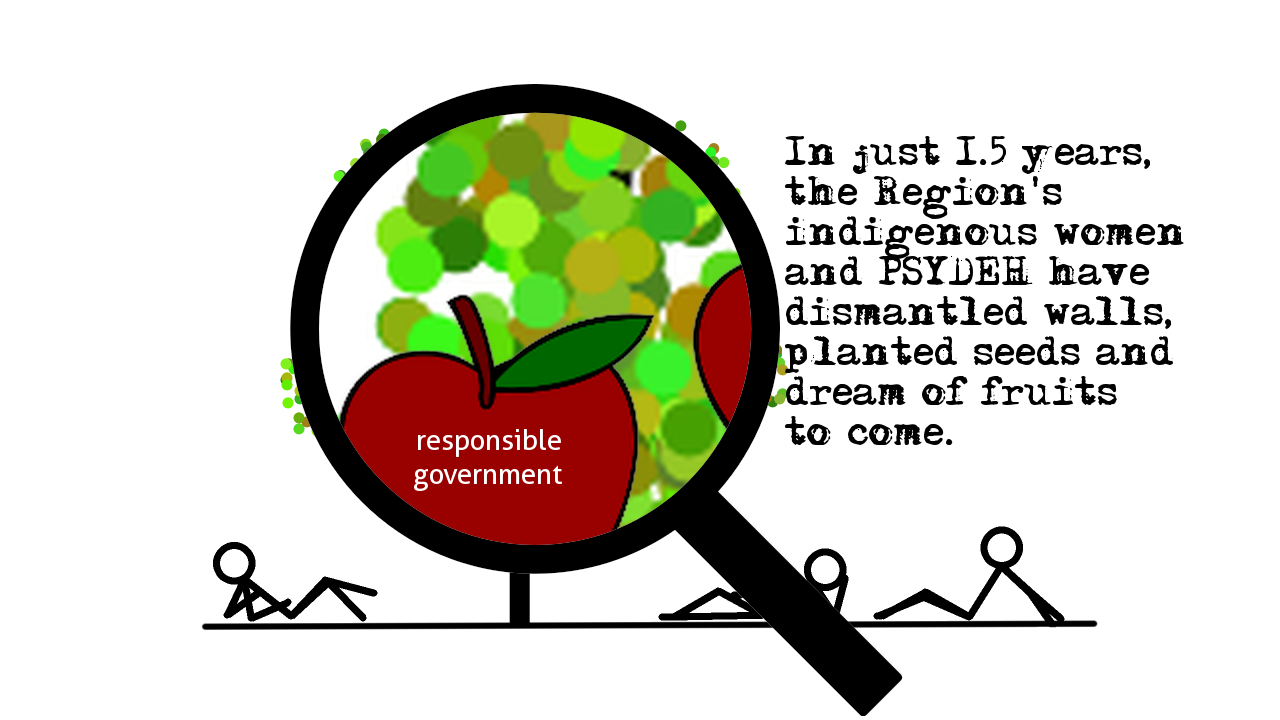 responsible
government
In just 1.5 years,
the Region's
indigenous women
and PSYDEH have
dismantled walls,
planted seeds and
dream of fruits
to come.